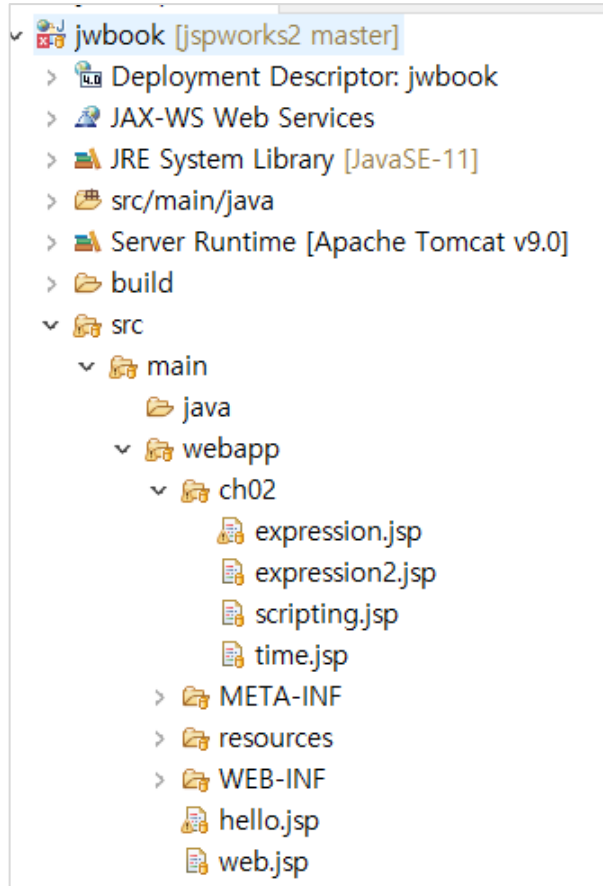 jwbook [jspworks2 master]
Deployment Descriptor: jwbook
JAX-WS Web Services
JRE System Library [JavaSE-11]
src/main/java
Server Runtime [Apache Tomcat v9.0]
build
src
main
java
webapp
ch02
expression.jsp
expression2.jsp
scripting.jsp
time.jsp
META-INF
resources
WEB-INF
hello.jsp
web.jsp